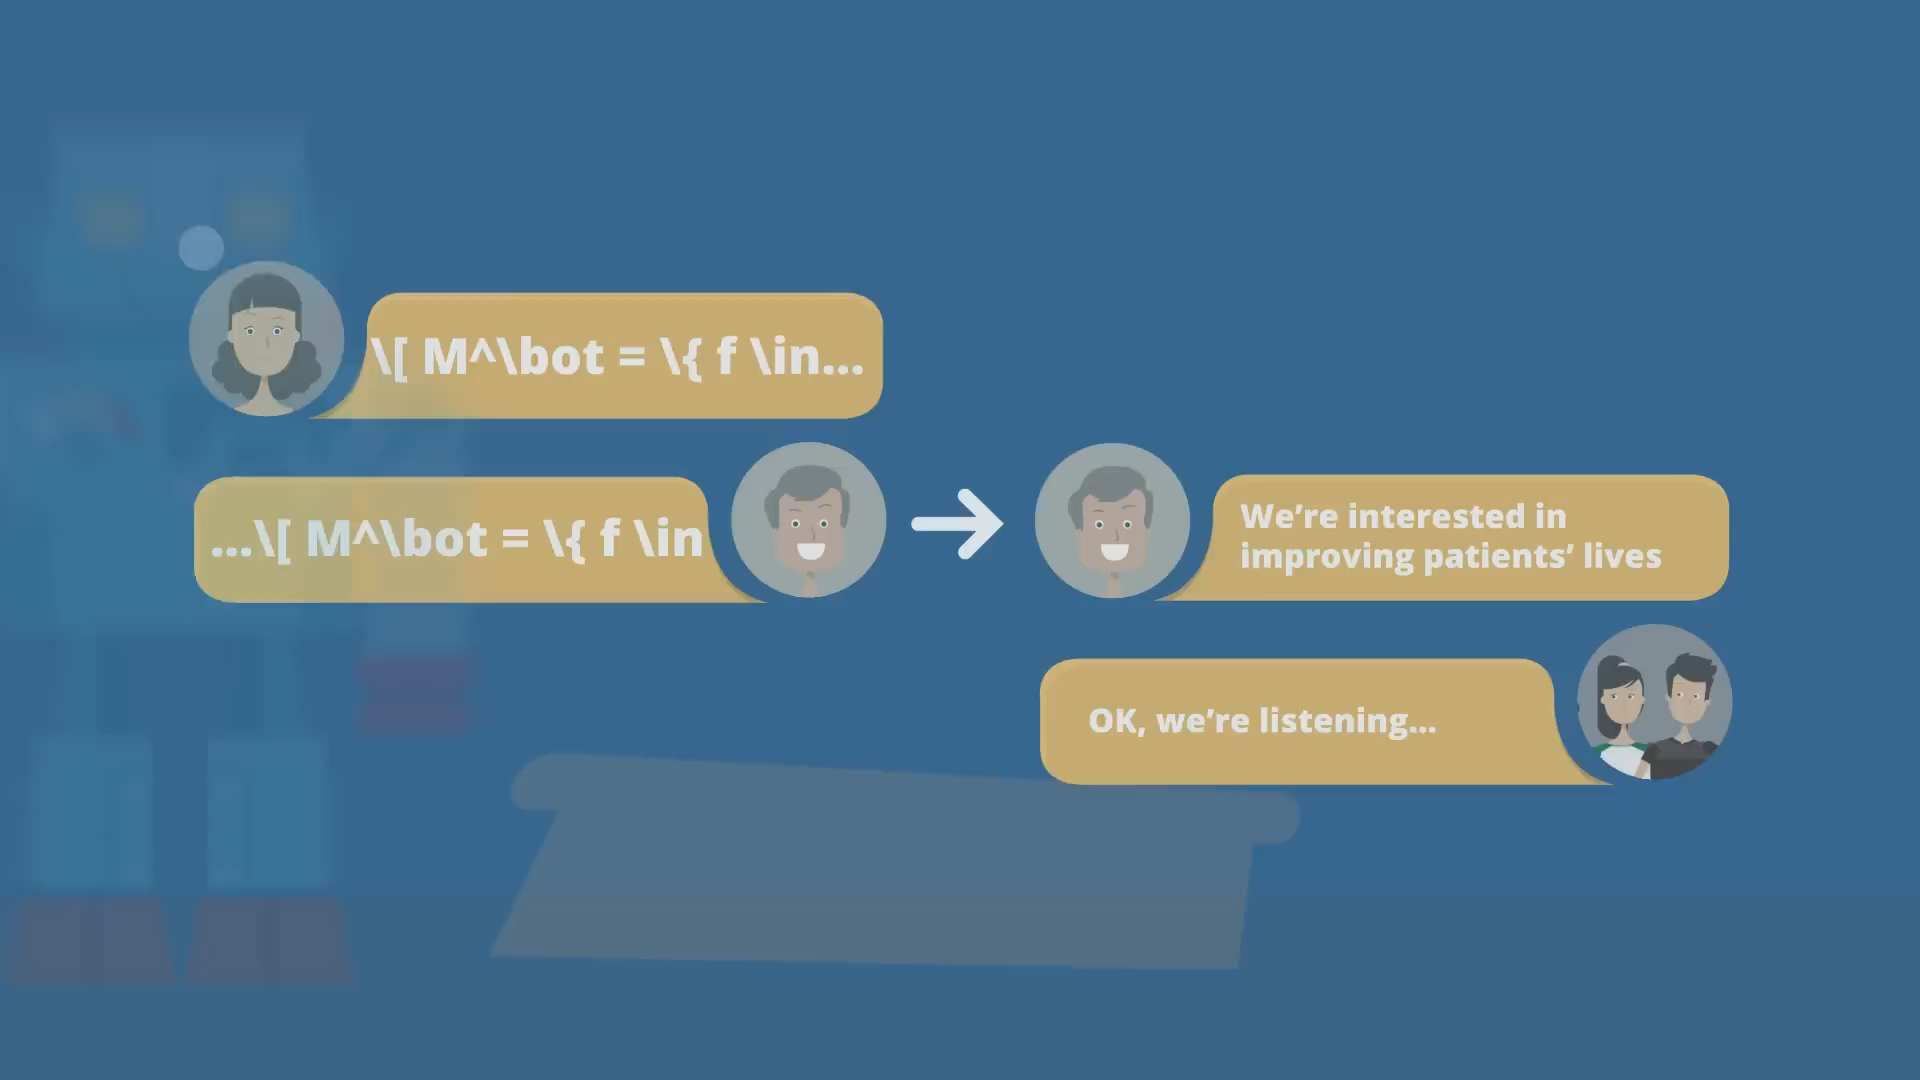 \[ M^\bot = \{ f \in...
...\[ M^\bot = \{ f \in
We’re interested in
improving patients’ lives
OK, we’re listening...